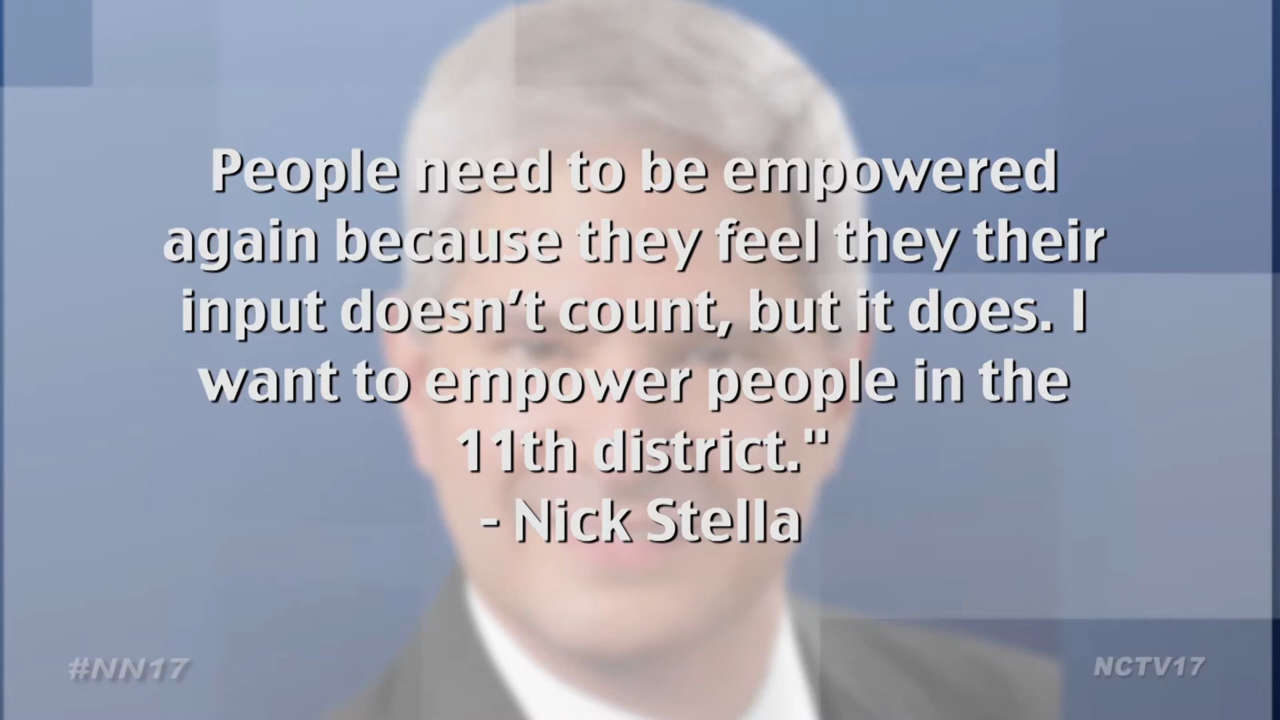 People need to be empowered
again because they feel they their
input doesn’t count, but it does. I
want to empower people in the
11th district."
- Nick Stella
#NN17
NCTV17